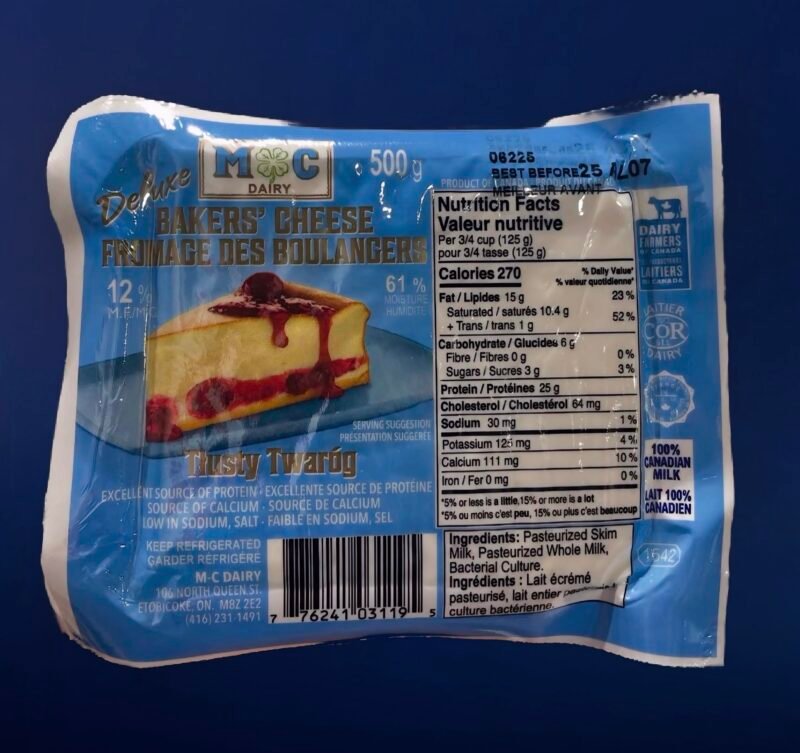 M C
DAIRY
500 g
Deluxe
BAKERS' CHEESE
FROMAGE DES BOULANGERS
12 %
M.F./M.G.
61 %
MOISTURE
HUMIDITÉ
SERVING SUGGESTION
PRÉSENTATION SUGGÉRÉE
Tłusty Twaróg
EXCELLENT SOURCE OF PROTEIN · EXCELLENTE SOURCE DE PROTÉINE
SOURCE OF CALCIUM · SOURCE DE CALCIUM
LOW IN SODIUM, SALT · FAIBLE EN SODIUM, SEL
KEEP REFRIGERATED
GARDER RÉFRIGÉRÉ
M-C DAIRY
106 NORTH QUEEN ST.
ETOBICOKE, ON. M8Z 2E2
(416) 231-1491
7 76241 03119 5
06225
BEST BEFORE 25 AL07
MEILLEUR AVANT
PRODUCT OF
Nutrition Facts
Valeur nutritive
Per 3/4 cup (125 g)
pour 3/4 tasse (125 g)
Calories 270
% Daily Value*
% valeur quotidienne*
Fat / Lipides 15 g 23 %
Saturated / saturés 10.4 g
+ Trans / trans 1 g 52 %
Carbohydrate / Glucides 6 g
Fibre / Fibres 0 g 0 %
Sugars / Sucres 3 g 3 %
Protein / Protéines 25 g
Cholesterol / Cholestérol 64 mg
Sodium 30 mg 1 %
Potassium 125 mg 4 %
Calcium 111 mg 10 %
Iron / Fer 0 mg 0 %
*5% or less is a little, 15% or more is a lot
*5% ou moins c'est peu, 15% ou plus c'est beaucoup
Ingredients: Pasteurized Skim
Milk, Pasteurized Whole Milk,
Bacterial Culture.
Ingrédients : Lait écrémé
pasteurisé, lait entier
culture bactérienne.
DAIRY
FARMERS
OF CANADA
LAITIERS
COR
DAIRY
100%
CANADIAN
MILK
LAIT 100%
CANADIEN
1642